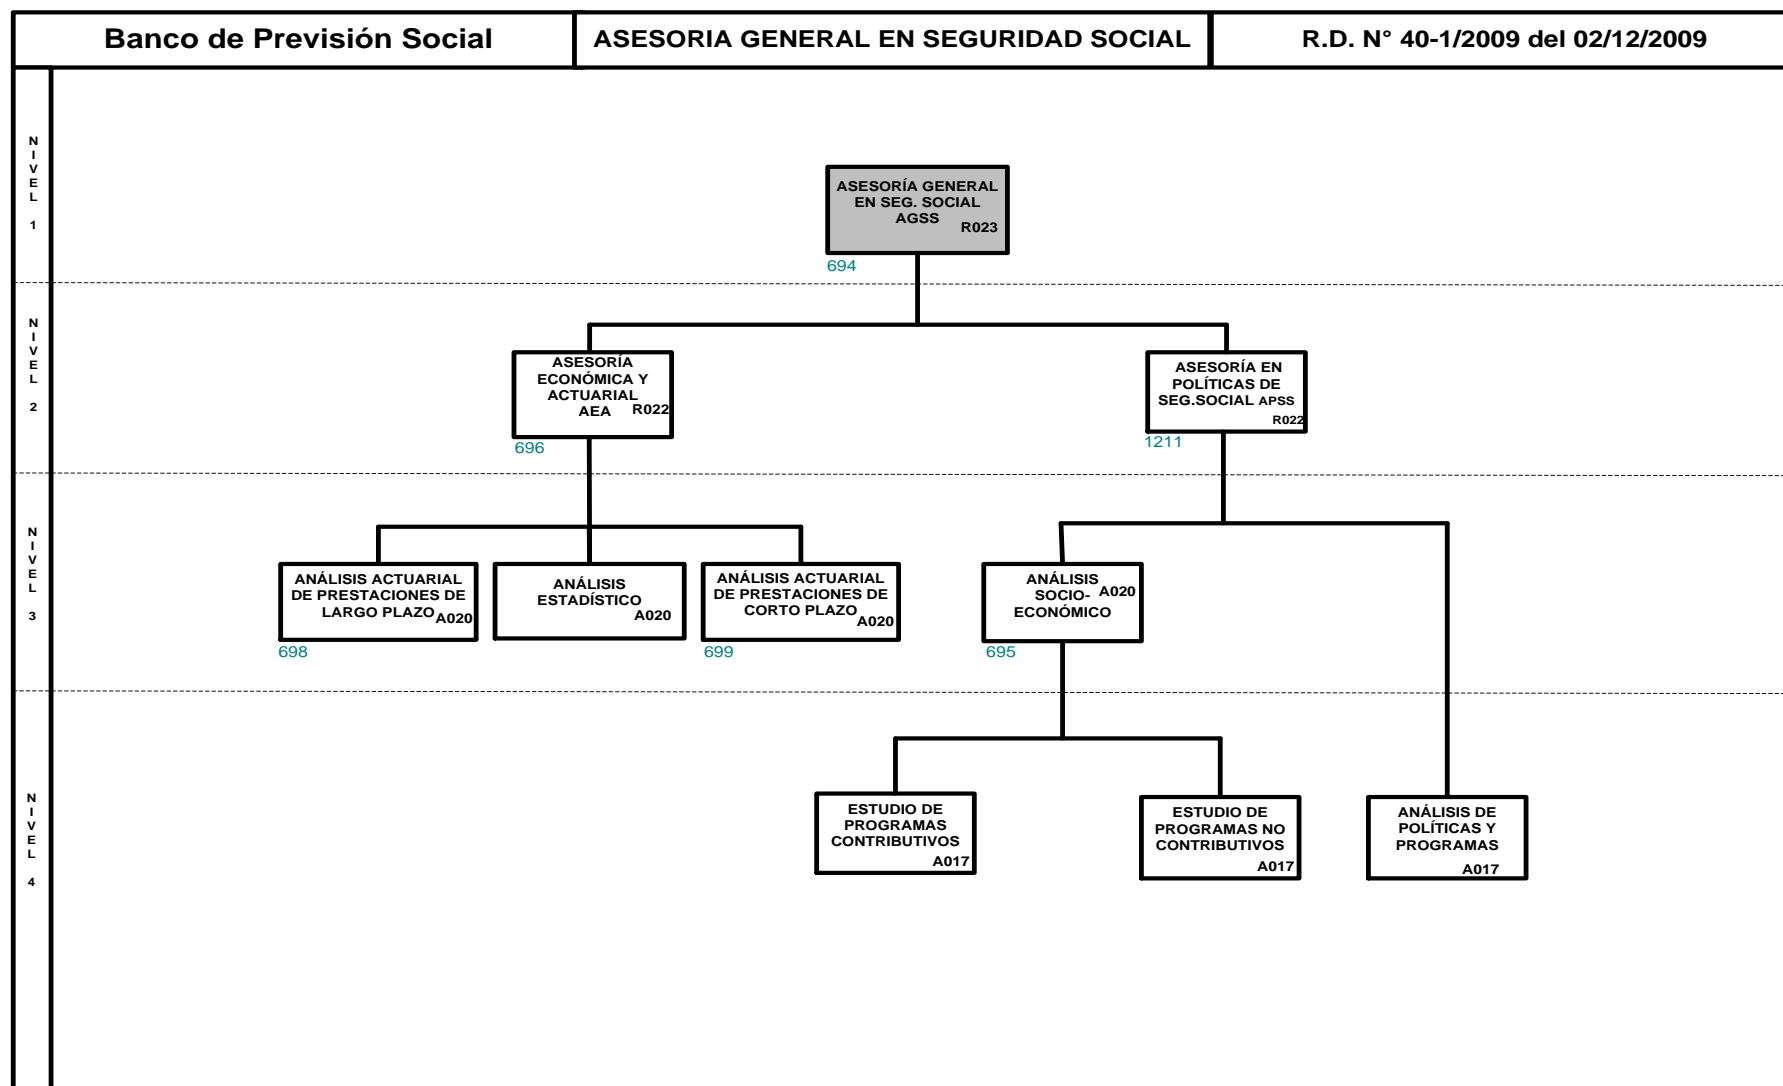 Banco de Previsión Social
ASESORIA GENERAL EN SEGURIDAD SOCIAL
R.D. N° 40-1/2009 del 02/12/2009
NIVEL 1
ASESORÍA GENERAL
EN SEG. SOCIAL
AGSS
R023
694
NIVEL 2
ASESORÍA
ECONÓMICA Y
ACTUARIAL
AEA R022
696
ASESORÍA EN
POLÍTICAS DE
SEG.SOCIAL APSS
R022
1211
NIVEL 3
ANÁLISIS ACTUARIAL
DE PRESTACIONES DE
LARGO PLAZO A020
698
ANÁLISIS
ESTADÍSTICO
A020
ANÁLISIS ACTUARIAL
DE PRESTACIONES DE
CORTO PLAZO
A020
699
ANÁLISIS
SOCIO- A020
ECONÓMICO
695
NIVEL 4
ESTUDIO DE
PROGRAMAS
CONTRIBUTIVOS
A017
ESTUDIO DE
PROGRAMAS NO
CONTRIBUTIVOS
A017
ANÁLISIS DE
POLÍTICAS Y
PROGRAMAS
A017